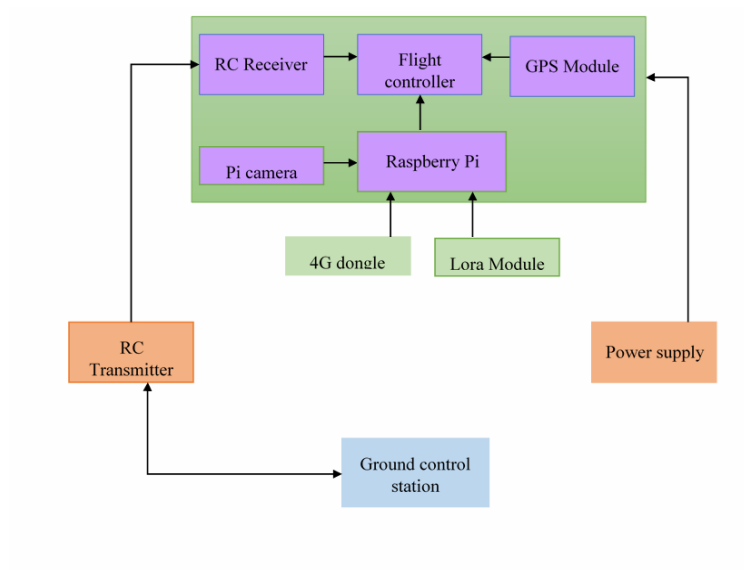 RC Receiver
Flight
controller
GPS Module
Pi camera
Raspberry Pi
4G dongle
Lora Module
RC
Transmitter
Power supply
Ground control
station